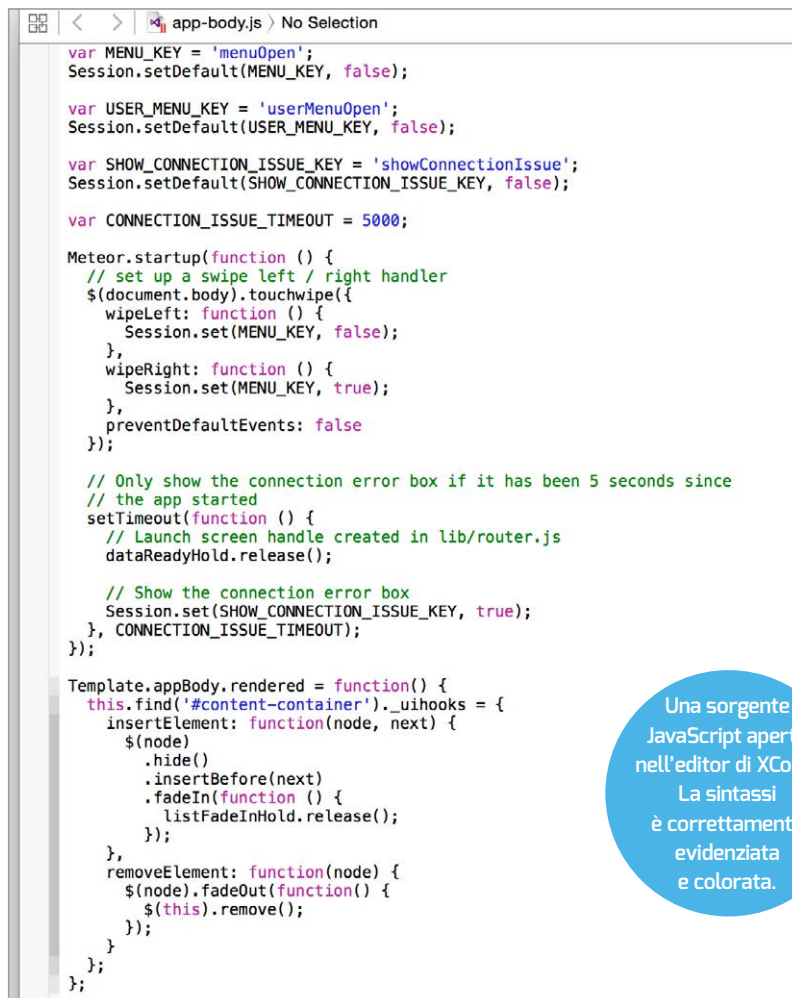 app-body.js > No Selection
var MENU_KEY = 'menuOpen';
Session.setDefault(MENU_KEY, false);
var USER_MENU_KEY = 'userMenuOpen';
Session.setDefault(USER_MENU_KEY, false);
var SHOW_CONNECTION_ISSUE_KEY = 'showConnectionIssue';
Session.setDefault(SHOW_CONNECTION_ISSUE_KEY, false);
var CONNECTION_ISSUE_TIMEOUT = 5000;
Meteor.startup(function () {
  // set up a swipe left / right handler
  $(document.body).touchwipe({
    wipeLeft: function () {
      Session.set(MENU_KEY, false);
    },
    wipeRight: function () {
      Session.set(MENU_KEY, true);
    },
    preventDefaultEvents: false
  });
  // Only show the connection error box if it has been 5 seconds since
  // the app started
  setTimeout(function () {
    // Launch screen handle created in lib/router.js
    dataReadyHold.release();
    // Show the connection error box
    Session.set(SHOW_CONNECTION_ISSUE_KEY, true);
  }, CONNECTION_ISSUE_TIMEOUT);
});
Template.appBody.rendered = function() {
  this.find('#content-container')._uihooks = {
    insertElement: function(node, next) {
      $(node)
        .hide()
        .insertBefore(next)
        .fadeIn(function () {
          listFadeInHold.release();
        });
    },
    removeElement: function(node) {
      $(node).fadeOut(function() {
        $(this).remove();
      });
    }
  };
};
Una sorgente
JavaScript
nell'editor di
La sintassi
è
evidenziata
e colorata.